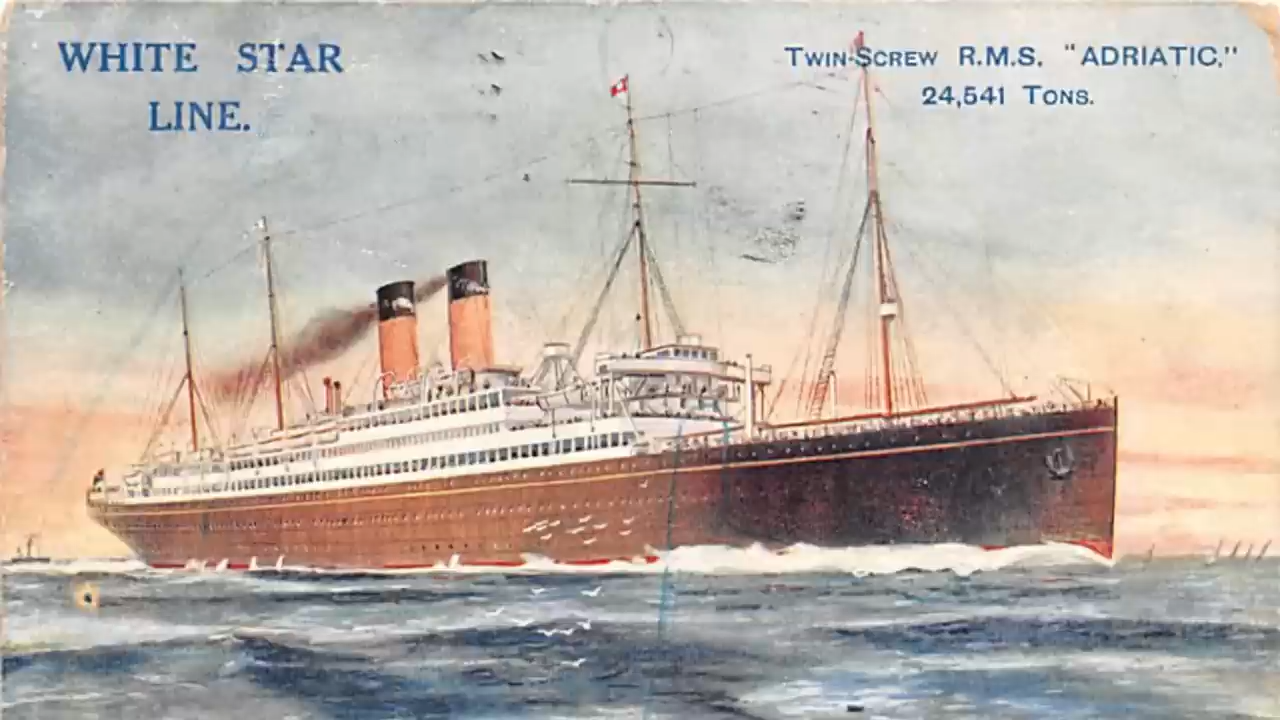 WHITE STAR
LINE.
TWIN-SCREW R.M.S. "ADRIATIC,"
24,541 TONS.